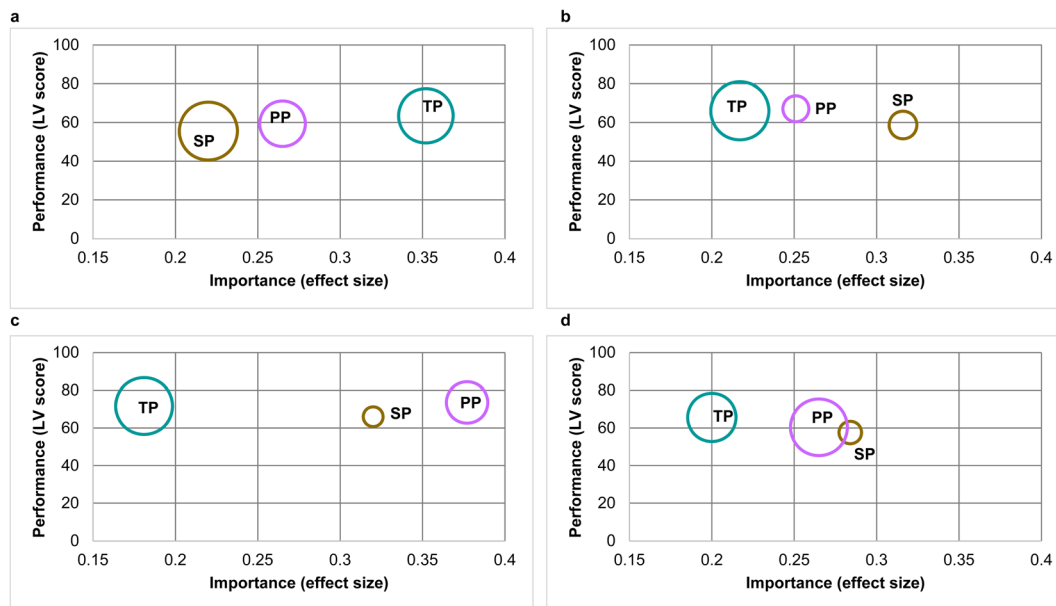 a
100
80
60
40
20
0
Performance (LV score)
SP
PP
TP
0.15 0.2 0.25 0.3 0.35 0.4
Importance (effect size)
b
100
80
60
40
20
0
Performance (LV score)
TP
PP
SP
0.15 0.2 0.25 0.3 0.35 0.4
Importance (effect size)
c
100
80
60
40
20
0
Performance (LV score)
TP
SP
PP
0.15 0.2 0.25 0.3 0.35 0.4
Importance (effect size)
d
100
80
60
40
20
0
Performance (LV score)
TP
PP
SP
0.15 0.2 0.25 0.3 0.35 0.4
Importance (effect size)